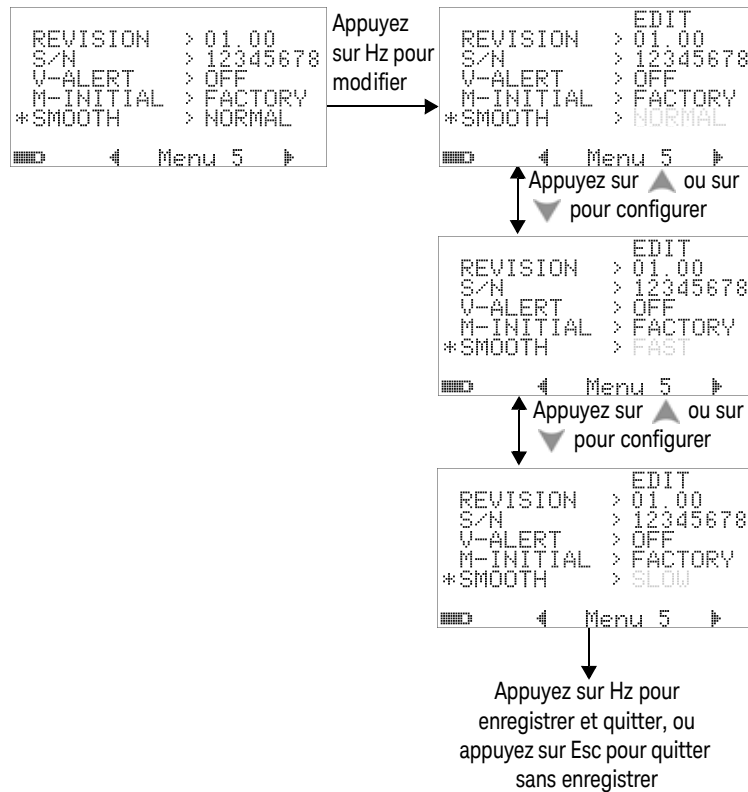 REVISION > 01.00
S/N > 12345678
V-ALERT > OFF
M-INITIAL > FACTORY
*SMOOTH > NORMAL
Menu 5
Appuyez
sur Hz pour
modifier
EDIT
REVISION > 01.00
S/N > 12345678
V-ALERT > OFF
M-INITIAL > FACTORY
*SMOOTH > NORMAL
Menu 5
Appuyez sur ou sur
pour configurer
EDIT
REVISION > 01.00
S/N > 12345678
V-ALERT > OFF
M-INITIAL > FACTORY
*SMOOTH > FAST
Menu 5
Appuyez sur ou sur
pour configurer
EDIT
REVISION > 01.00
S/N > 12345678
V-ALERT > OFF
M-INITIAL > FACTORY
*SMOOTH > SLOW
Menu 5
Appuyez sur Hz pour
enregistrer et quitter, ou
appuyez sur Esc pour quitter
sans enregistrer